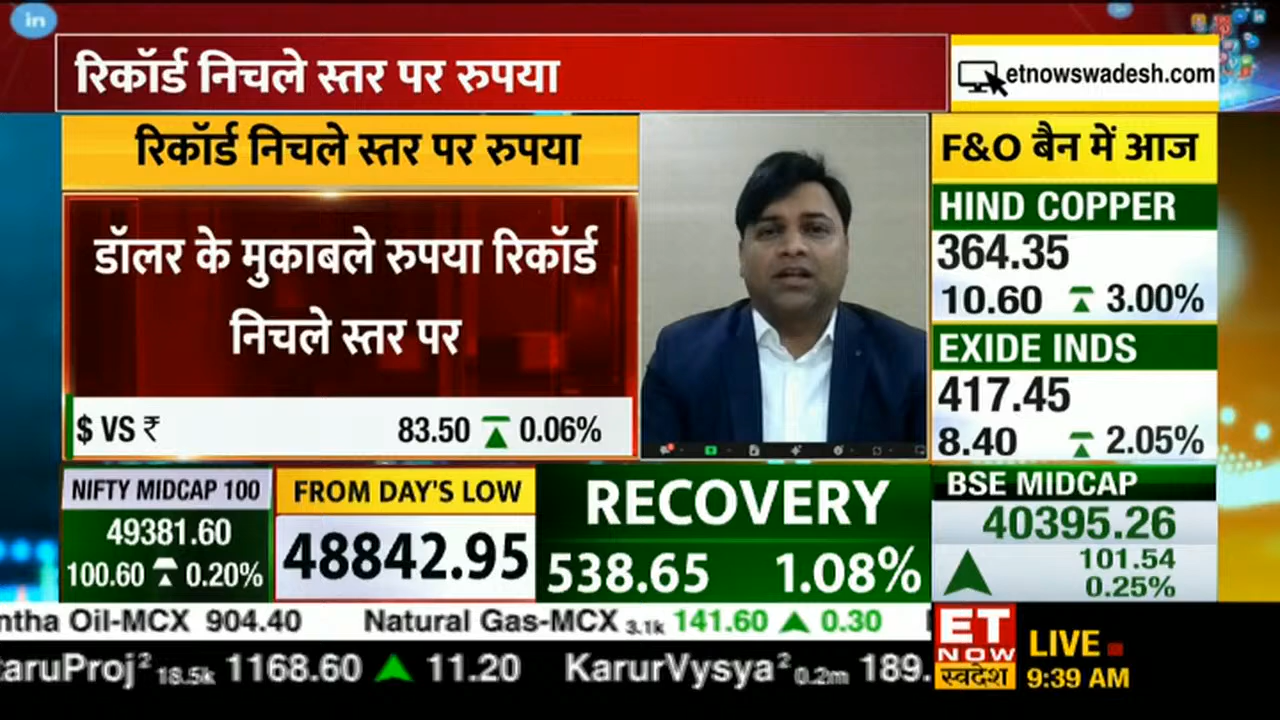 in
रिकॉर्ड निचले स्तर पर रुपया
etnowswadesh.com
रिकॉर्ड निचले स्तर पर रुपया
डॉलर के मुकाबले रुपया रिकॉर्ड
निचले स्तर पर
$ VS ₹ 83.50 0.06%
F&O बैन में आज
HIND COPPER
364.35
10.60 3.00%
EXIDE INDS
417.45
8.40 2.05%
NIFTY MIDCAP 100
49381.60
100.60 0.20%
FROM DAY'S LOW
48842.95
RECOVERY
538.65 1.08%
BSE MIDCAP
40395.26
101.54
0.25%
ntha Oil-MCX 904.40 Natural Gas-MCX 3.1k 141.60 ▲ 0.30
taruProj² 18.5k 1168.60 ▲ 11.20 KarurVysya² 0.2m 189.
ET
NOW
स्वदेश
LIVE
9:39 AM